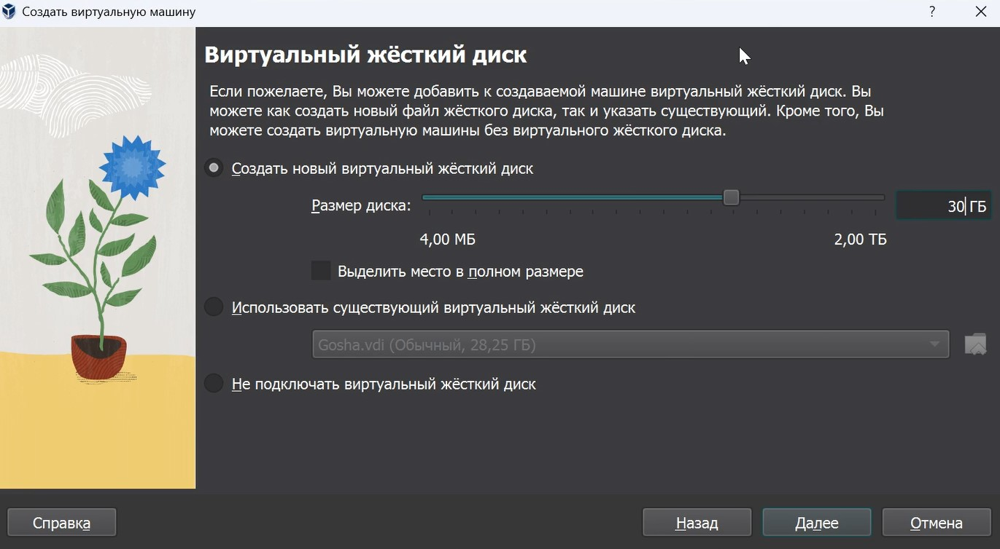 Создать виртуальную машину
?
Виртуальный жёсткий диск
Если пожелаете, Вы можете добавить к создаваемой машине виртуальный жёсткий диск. Вы
можете как создать новый файл жёсткого диска, так и указать существующий. Кроме того, Вы
можете создать виртуальную машины без виртуального жёсткого диска.
Создать новый виртуальный жёсткий диск
Размер диска:
30 ГБ
4,00 МБ
2,00 ТБ
Выделить место в полном размере
Использовать существующий виртуальный жёсткий диск
Gosha.vdi (Обычный, 28,25 ГБ)
Не подключать виртуальный жёсткий диск
Справка
Назад
Далее
Отмена